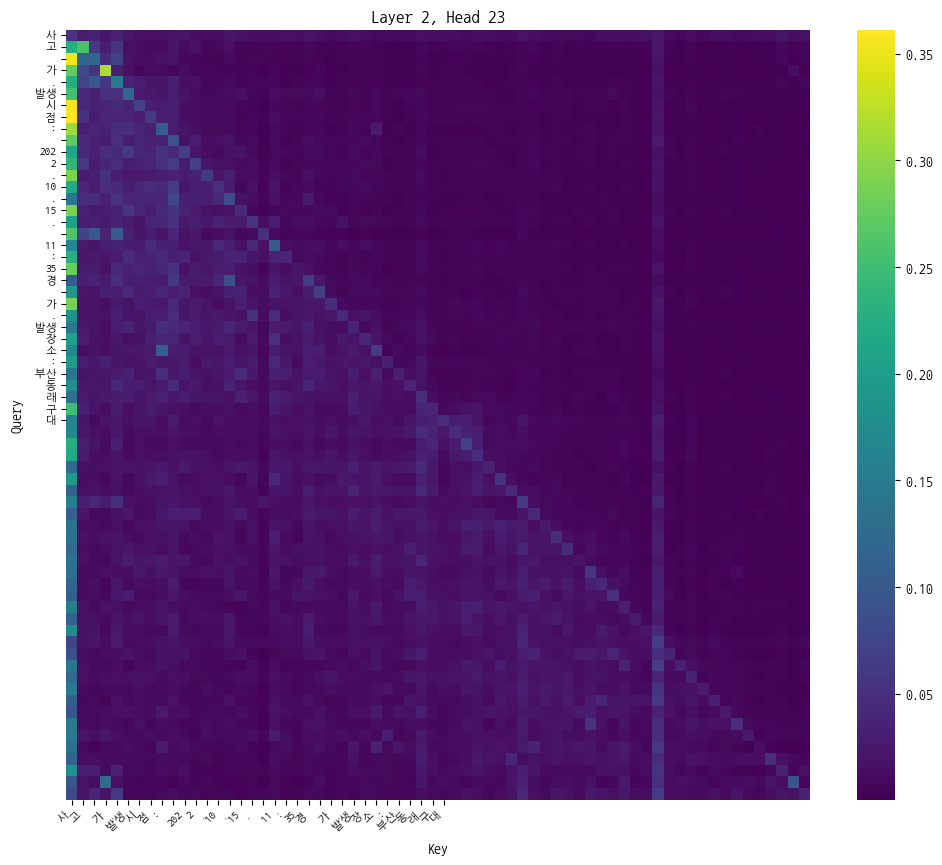 Layer 2, Head 23
Query
사
고
가
.
발생
시
점
:
202
2
.
10
.
15
.
11
:
35
경
가
.
발생
장
소
:
부산
동
래
구
대
사
고
가
.
발생
시
점
:
202
2
.
10
.
15
.
11
:
35
경
가
.
발생
장
소
:
부산
동
래
구
대
Key
0.35
0.30
0.25
0.20
0.15
0.10
0.05